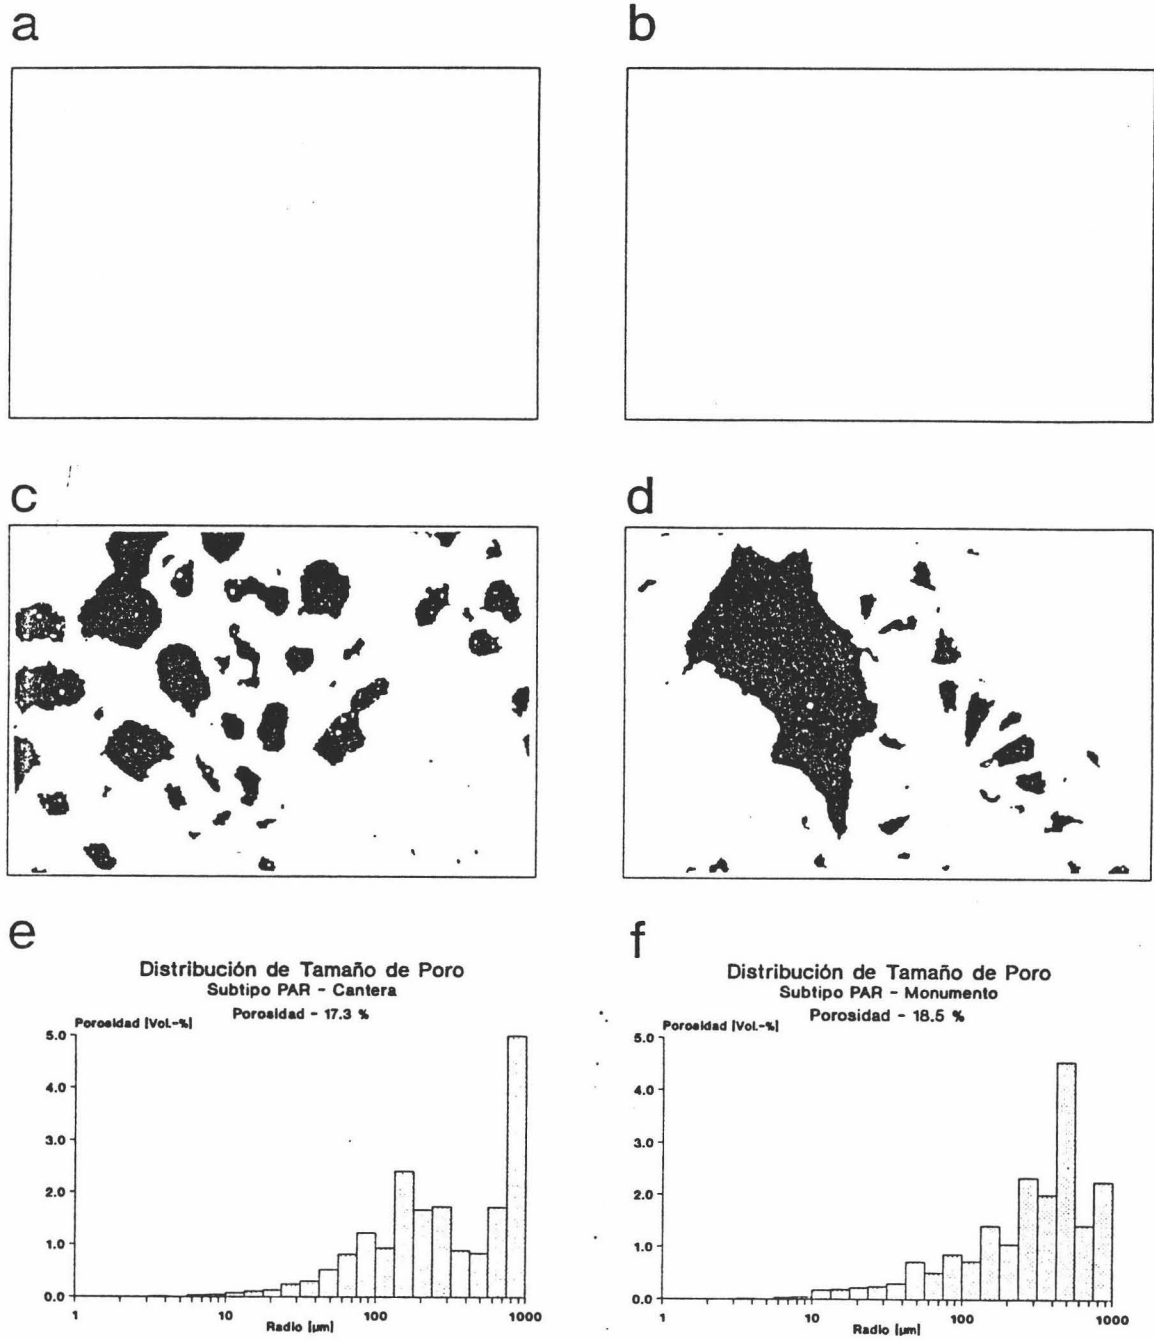 a
b
c
d
e
f
Distribución de Tamaño de Poro
Subtipo PAR - Cantera
Porosidad - 17.3 %
Porosidad [Vol.-%]
5.0
4.0
3.0
2.0
1.0
0.0
1
10
100
1000
Radio [µm]
Distribución de Tamaño de Poro
Subtipo PAR - Monumento
Porosidad - 18.5 %
Porosidad [Vol.-%]
5.0
4.0
3.0
2.0
1.0
0.0
1
10
100
1000
Radio [µm]